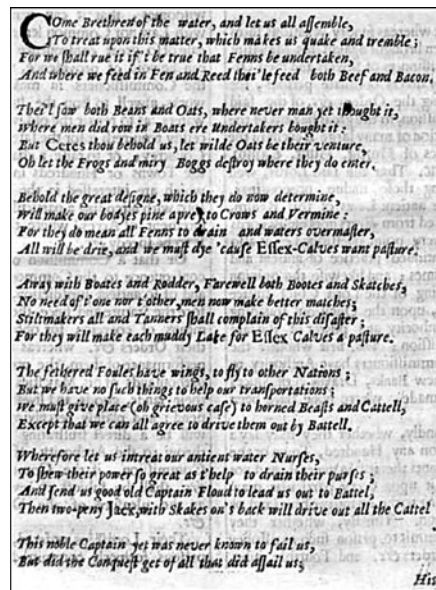 COme Brethren of the water, and let us all aſſemble,
To treat upon this matter, which makes us quake and tremble;
For we ſhall rue it if't be true that Fenns be undertaken,
And where we feed in Fen and Reed thei'le feed both Beef and Bacon.
Thei'l ſow both Beans and Oats, where never man yet thought it,
Where men did row in Boats ere Undertakers bought it:
But Ceres thou behold us, let wilde Oats be their venture,
Oh let the Frogs and miry Boggs deſtroy where they do enter.
Behold the great deſigne, which they do now determine,
Will make our bodyes pine a prey to Crows and Vermine:
For they do mean all Fenns to drain and waters overmaſter,
All will be drie, and we muſt dye 'cauſe Eſſex-Calves want paſture.
Away with Boates and Rodder, Farewell both Bootes and Skatches,
No need of t'one nor t'other, men now make better matches;
Stiltmakers all and Tanners ſhall complain of this diſaſter;
For they will make each muddy Lake for Eſſex Calves a paſture.
The fethered Foules have wings, to fly to other Nations;
But we have no ſuch things to help our tranſportations;
We muſt give place (oh grievous caſe) to horned Beaſts and Cattell,
Except that we can all agree to drive them out by Battell.
Wherefore let us intreat our antient water Nurſes,
To ſhew their power ſo great as t'help to drain their purſes;
And ſend us good old Captain Floud to lead us out to Battel,
Then two-peny Jack, with Skakes on's back will drive out all the Cattel
This noble Captain yet was never known to fail us,
But did the Conqueſt get of all that did aſſail us;
His